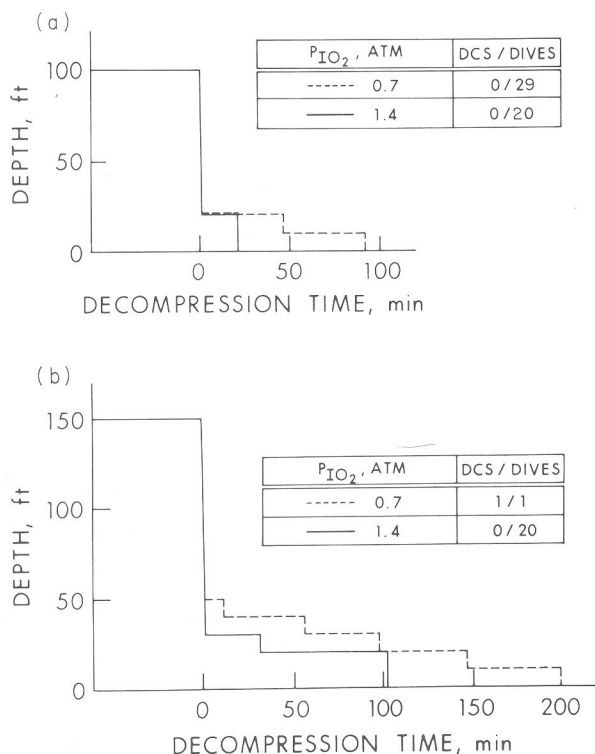 (a)
P_IO₂, ATM DCS / DIVES
----- 0.7 0/29
—— 1.4 0/20
DEPTH, ft
100
50
0
0 50 100
DECOMPRESSION TIME, min
(b)
P_IO₂, ATM DCS / DIVES
----- 0.7 1/1
—— 1.4 0/20
DEPTH, ft
150
100
50
0
0 50 100 150 200
DECOMPRESSION TIME, min